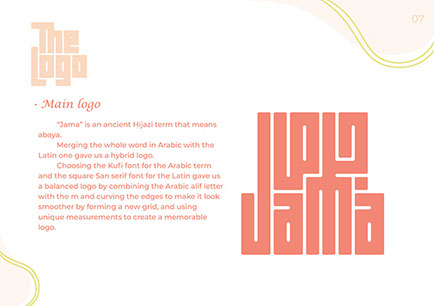 07
The
Logo
· Main logo
"Jama" is an ancient Hijazi term that means
abaya.
Merging the whole word in Arabic with the
Latin one gave us a hybrid logo.
Choosing the Kufi font for the Arabic term
and the square San serif font for the Latin gave us
a balanced logo by combining the Arabic alif letter
with the m and curving the edges to make it look
smoother by forming a new grid, and using
unique measurements to create a memorable
logo.
Jama